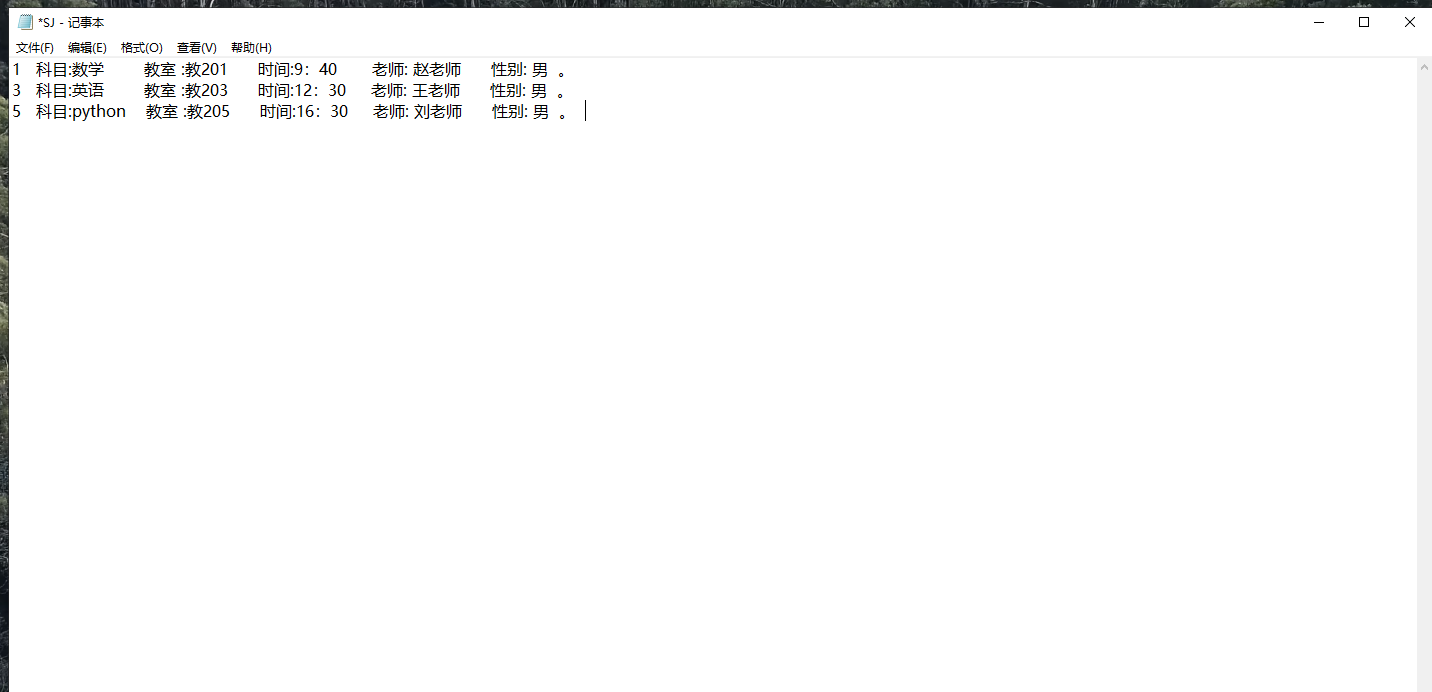 *SJ - 记事本
文件(F) 编辑(E) 格式(O) 查看(V) 帮助(H)
1 科目:数学 教室 :教201 时间:9：40 老师: 赵老师 性别: 男 。
3 科目:英语 教室 :教203 时间:12：30 老师: 王老师 性别: 男 。
5 科目:python 教室 :教205 时间:16：30 老师: 刘老师 性别: 男 。